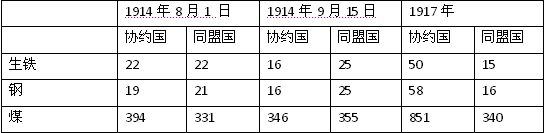 1914 年 8 月 1 日 1914 年 9 月 15 日 1917 年
协约国 同盟国 协约国 同盟国 协约国 同盟国
生铁 22 22 16 25 50 15
钢 19 21 16 25 58 16
煤 394 331 346 355 851 340